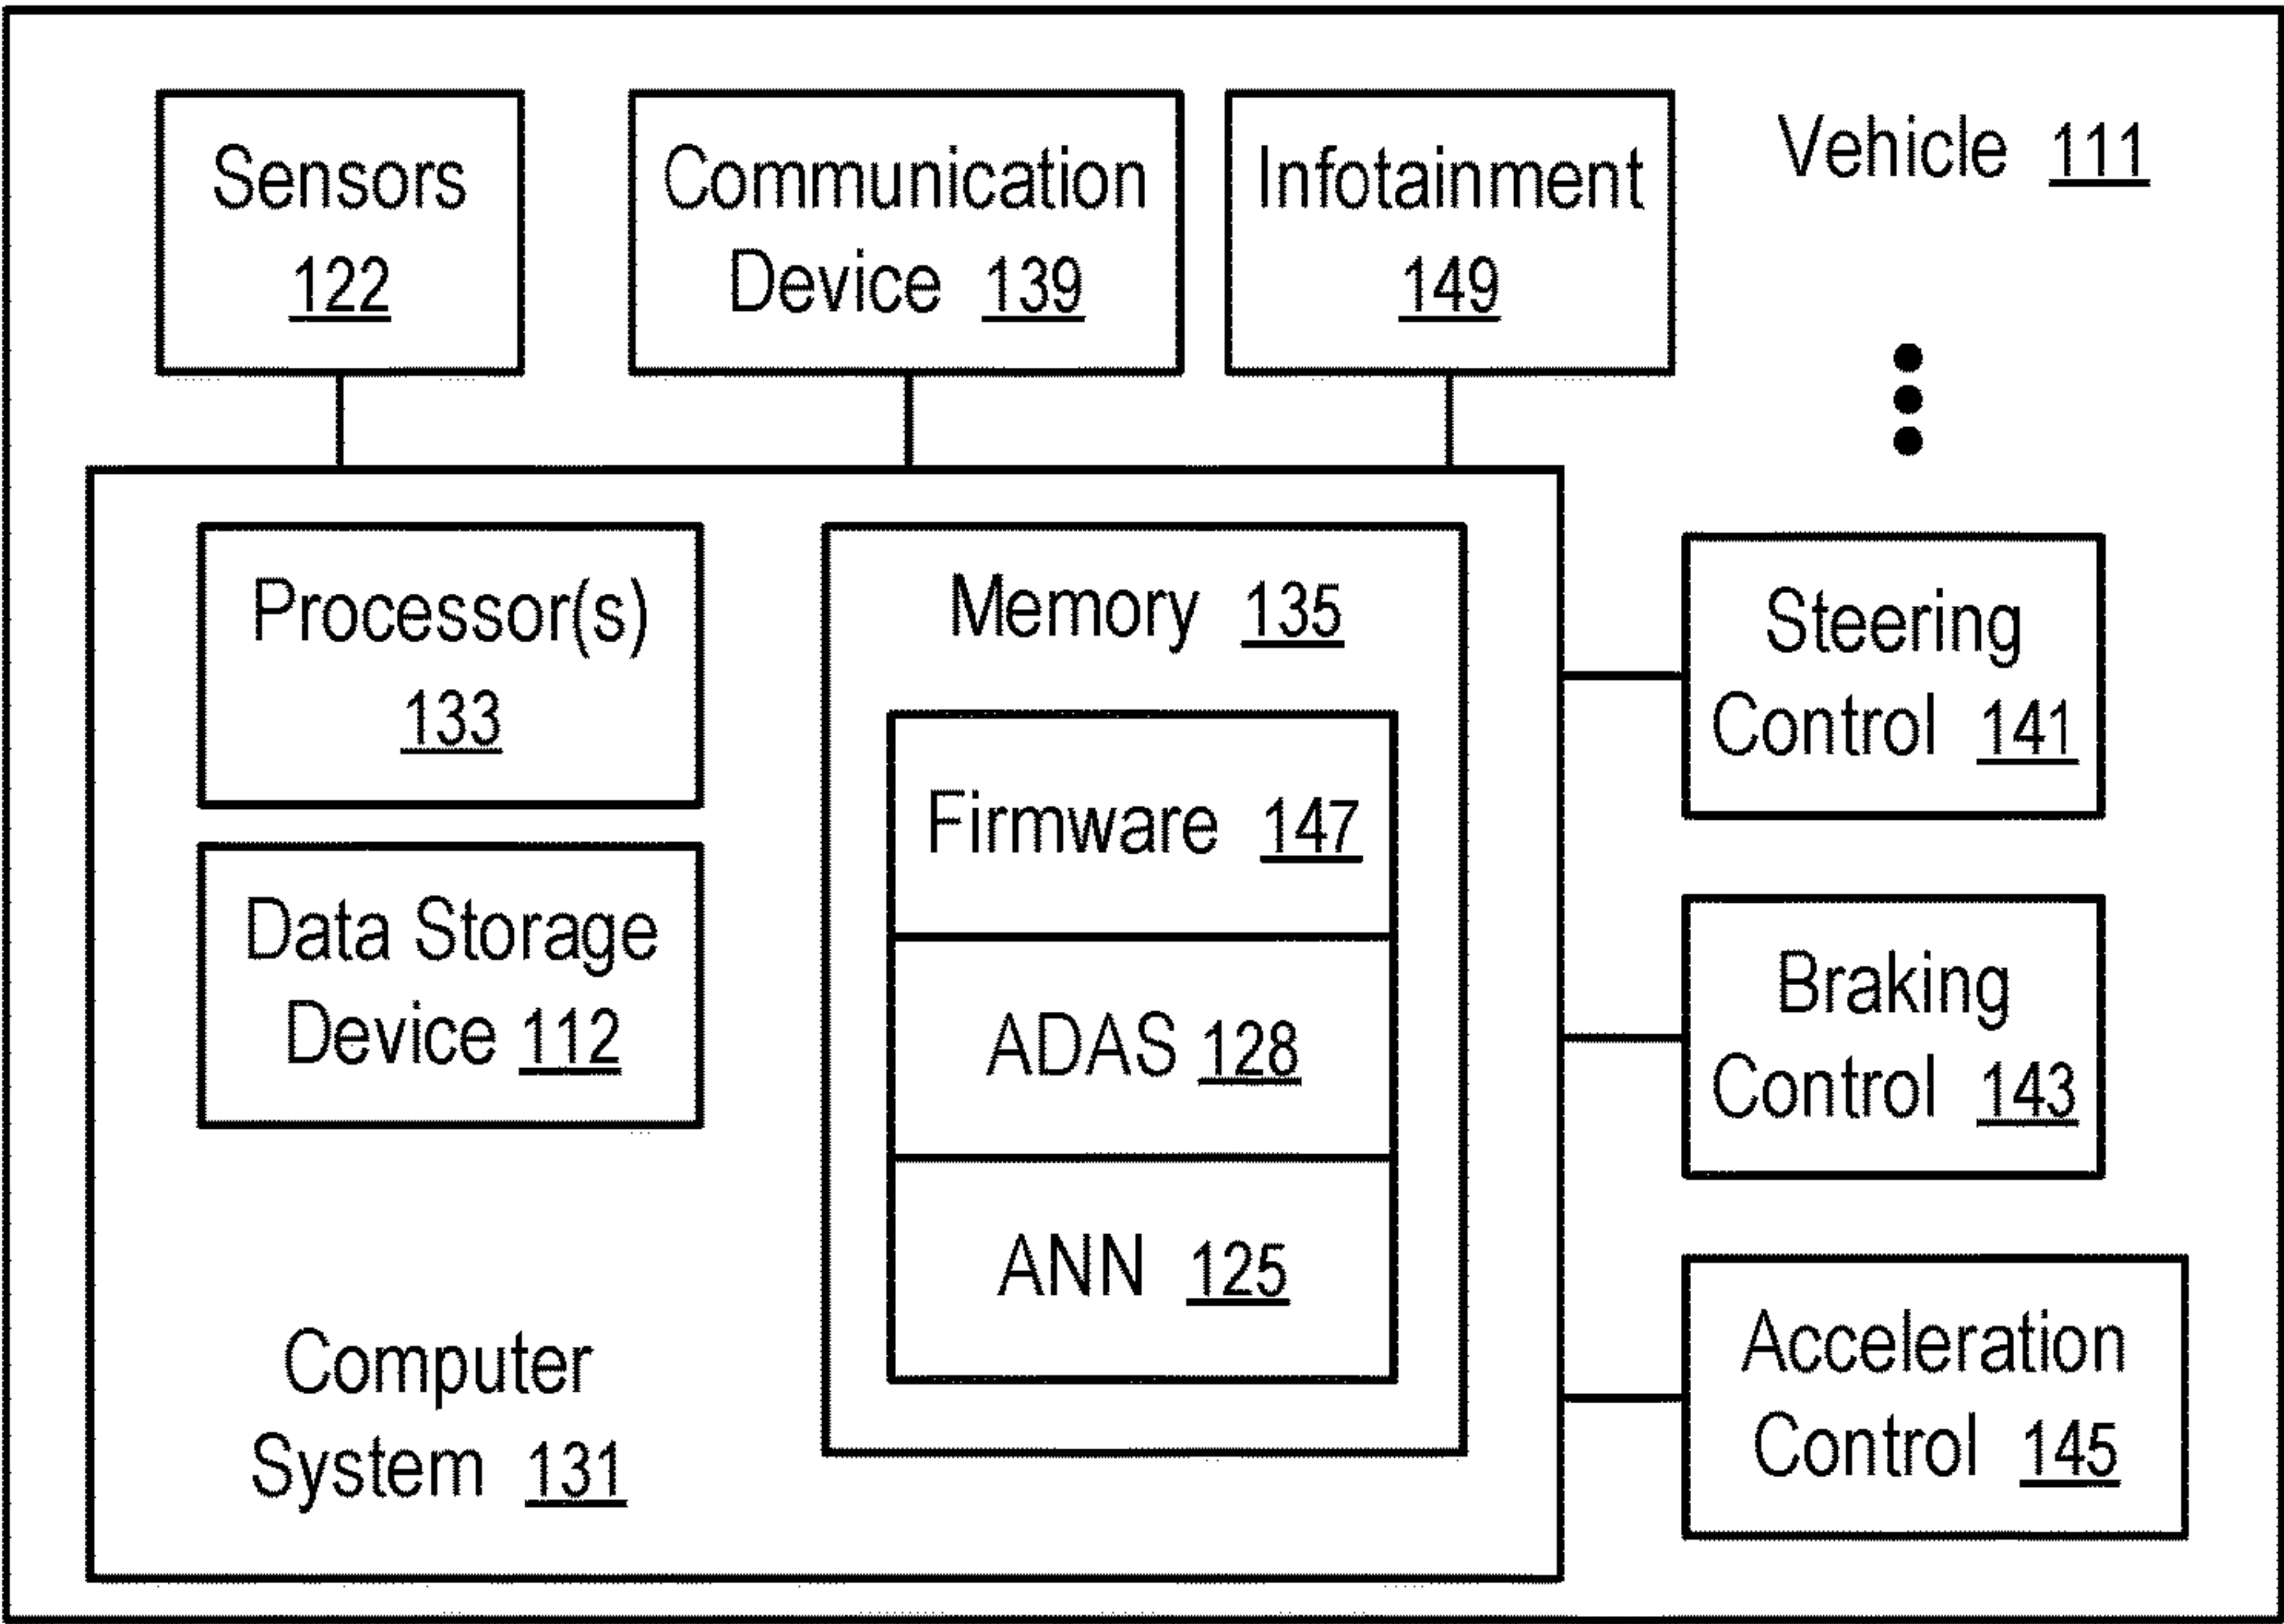 Sensors
122
Communication
Device 139
Infotainment
149
Vehicle 111
Processor(s)
133
Data Storage
Device 112
Computer
System 131
Memory 135
Firmware 147
ADAS 128
ANN 125
Steering
Control 141
Braking
Control 143
Acceleration
Control 145